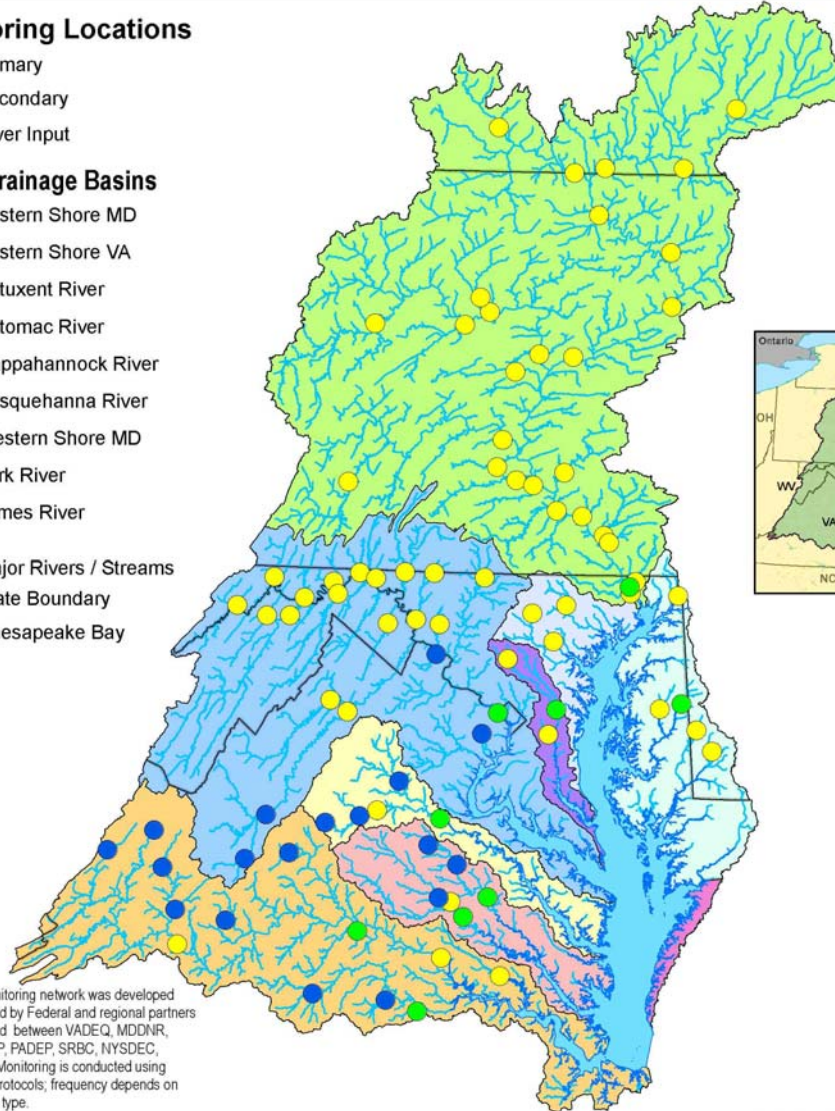 oring Locations
mary
condary
ver Input
rainage Basins
stern Shore MD
stern Shore VA
tuxent River
tomac River
appahannock River
squehanna River
estern Shore MD
rk River
mes River
ajor Rivers / Streams
ate Boundary
esapeake Bay
Ontario
OH
WV
VA
NC
itoring network was developed
d by Federal and regional partners
d between VADEQ, MDDNR,
P, PADEP, SRBC, NYSDEC,
Monitoring is conducted using
rotocols; frequency depends on
type.